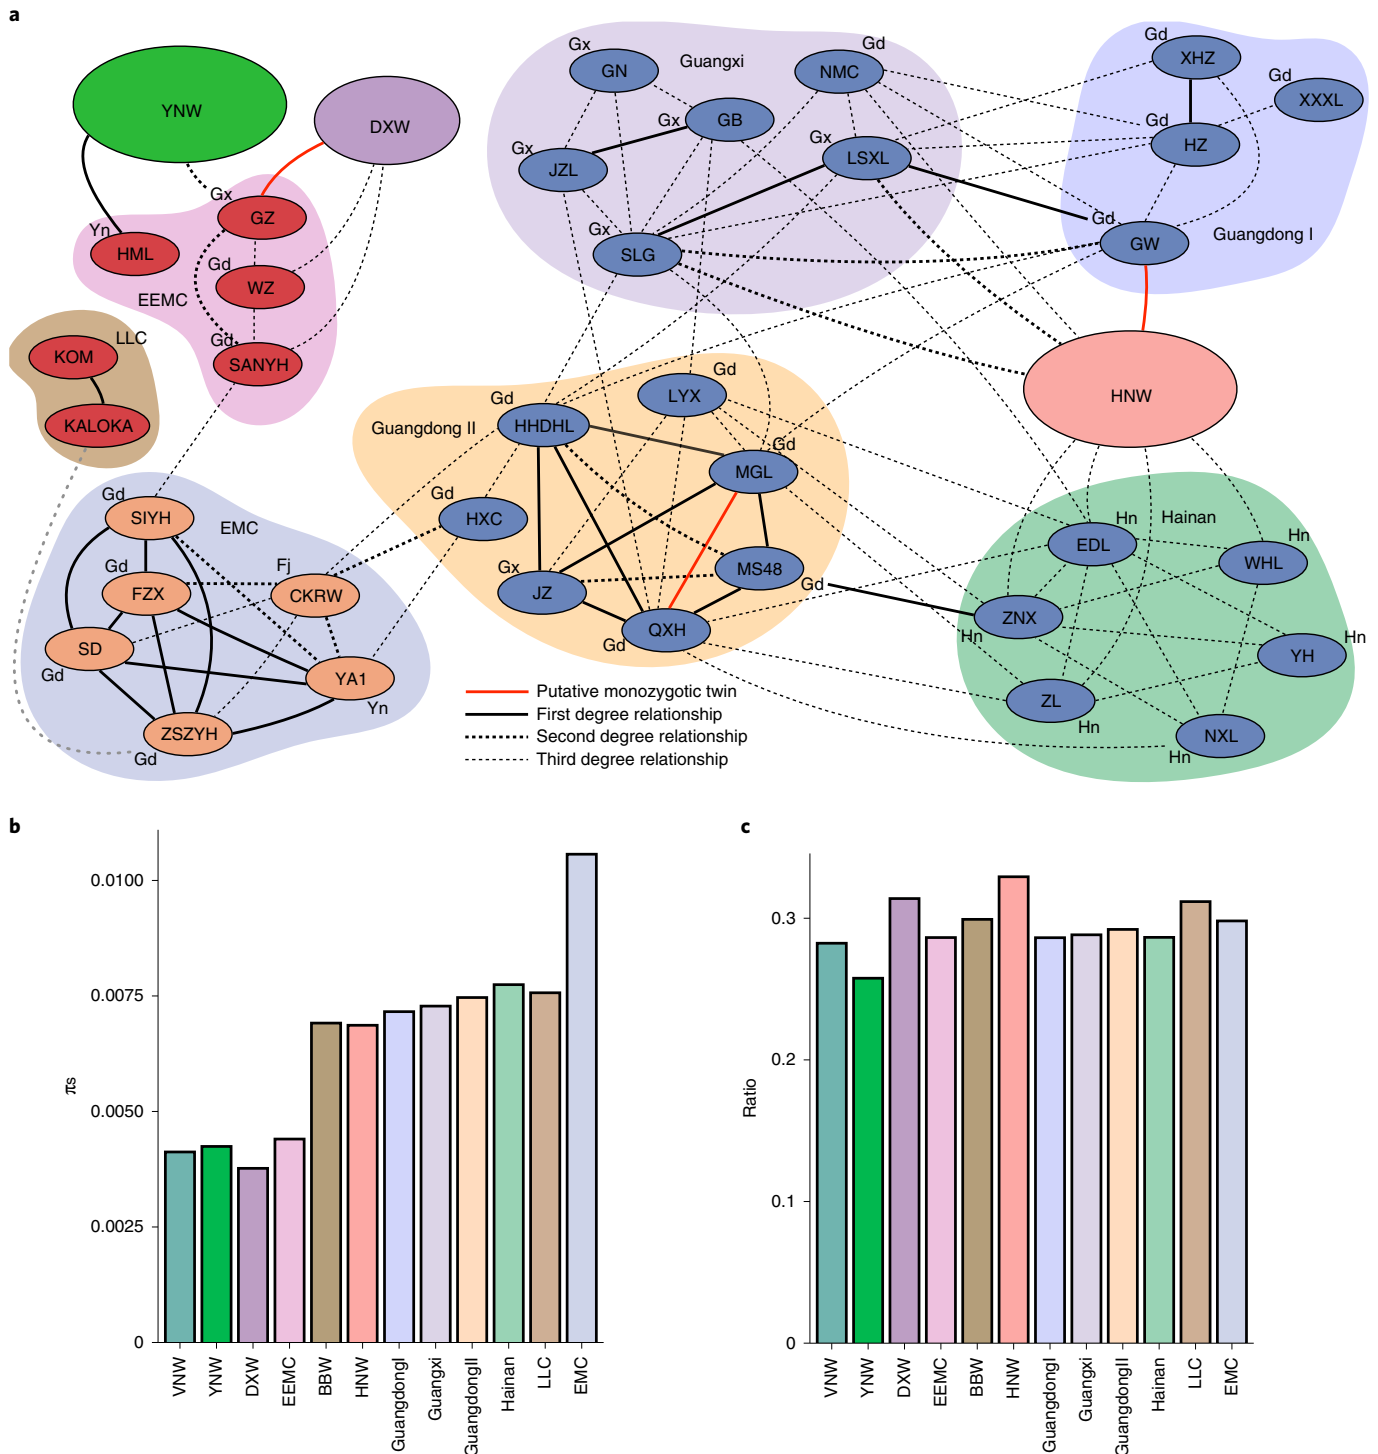 a
YNW
DXW
Gx
GZ
Yn
HML
Gd
WZ
EEMC
Gd
SANYH
LLC
KOM
KALOKA
Gx
GN
Guangxi
Gd
NMC
Gx
GB
Gx
JZL
Gx
LSXL
Gx
SLG
Gd
XHZ
Gd
XXXL
Gd
HZ
Gd
GW
Guangdong I
HNW
Gd
LYX
Gd
HHDHL
Guangdong II
Gd
MGL
Gd
HXC
Gx
JZ
MS48
Gd
QXH
Gd
Gd
SIYH
EMC
Gd
FZX
Fj
CKRW
SD
Gd
YA1
Yn
ZSZYH
Gd
Hn
Hainan
EDL
Hn
WHL
ZNX
Hn
Hn
YH
ZL
Hn
NXL
Hn
Putative monozygotic twin
First degree relationship
Second degree relationship
Third degree relationship
b
0.0100
0.0075
0.0050
0.0025
0
πs
VNW
YNW
DXW
EEMC
BBW
HNW
GuangdongI
Guangxi
GuangdongII
Hainan
LLC
EMC
c
0.3
0.2
0.1
0
Ratio
VNW
YNW
DXW
EEMC
BBW
HNW
GuangdongI
Guangxi
GuangdongII
Hainan
LLC
EMC